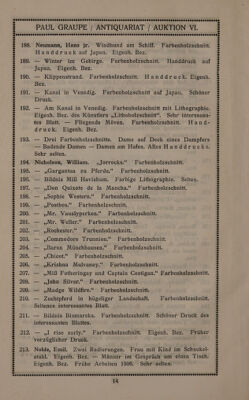 PAUL GRAUPE / ANTIQUARIAT / AUKTION VI.
188. Neumann, Hans jr. Windhund am Schiff. Farbenholzschnitt.
Handdruck auf Japan. Eigenh. Bez.
189. — Winter im Gebirge. Farbenholzschnitt. Handdruck auf
Japan. Eigenh. Bez.
190. — Klippenstrand. Farbenholzschnitt. Handdruck. Eigenh.
Bez.
191. — Kanal in Venedig. Farbenholzschnitt auf Japan. Schöner
Druck.
192. — Am Kanal in Venedig. Farbenholzschnitt mit Lithographie.
Eigenh. Bez. des Künstlers „Lithoholzschnitt“. Sehr interessan-
tes Blatt. — Fliegende Möven. Farbenholzschnitt. Hand-
druck. Eigenh. Bez.
193. — Drei Farbenholzschnitte. Dame auf Deck eines Dampfers
— Badende Damen — Damen am Hafen. Alles Handdrucks.
Sehr selten.
194. Nicholson, William. „Jorrocks.“ Farbenholzschnitt.
195. — „Gargantua zu Pferde.“ Farbenholzschnitt.
196. — Bildnis Mill Havisham. Farbige Lithographie. Selten.
197. — „Don Quixote de la Mancha.“ Farbenholzschnitt.
198. — „Sophie Western.“ Farbenholzschnitt.
199. — „Porthos.“ Farbenholzschnitt.
200. — „Mr. Vanslyperken.“ Farbenholzschnitt.
201. — „Mr. Weller.“ Farbenholzschnitt.
202. — „Rochester.“ Farbenholzschnitt.
203. — „Commodore Trunnion.“ Farbenholzschnitt.
204. — „Baron Münchhausen.“ Farbenholzschnitt.
205. — „Chicot.“ Farbenholzschnitt.
206. — „Krishna Mulvaney.“ Farbenholzschnitt.
207. — „Miß Fotheringay und Captain Costigan.“ Farbenholzschnitt.
208. — „John Silver.“ Farbenholzschnitt.
209. — „Madge Wildfire.“ Farbenholzschnitt.
210. — Zuchtpferd in hügeliger Landschaft. Farbenholzschnitt.
Seltenes interessantes Blatt.
211. — Bildnis Bismarcks. Farbenholzschnitt. Schöner Druck des
interessanten Blattes.
212. — „I rise early.“ Farbenholzschnitt. Eigenh. Bez. Früher
vorzüglicher Druck.
213. Nolde, Emil. Zwei Radierungen. Frau mit Kind im Schaukel-
stuhl. Eigenh. Bez. — Männer im Gespräch um einen Tisch.
Eigenh. Bez. Frühe Arbeiten 1906. Sehr selten.
14